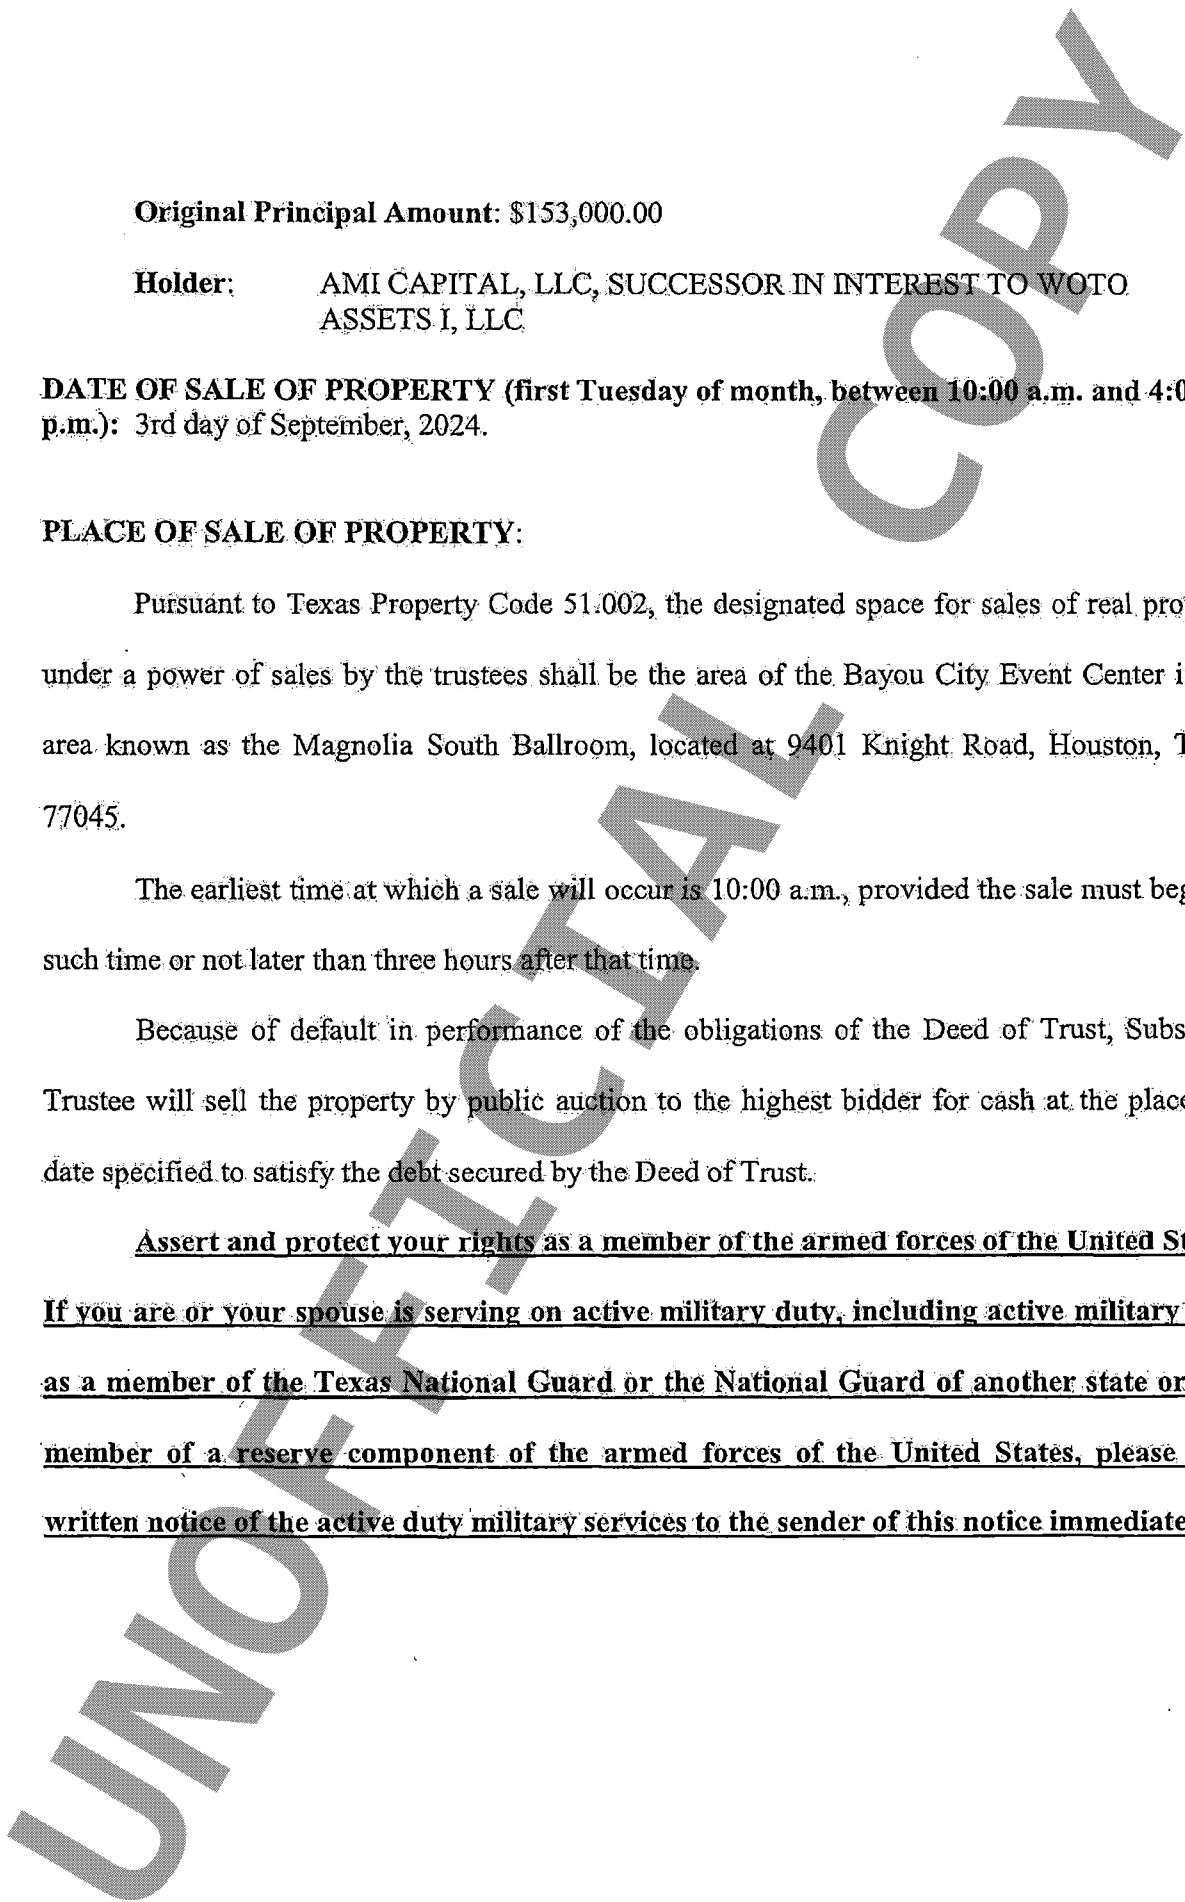 Original Principal Amount: $153,000.00
Holder: AMI CAPITAL, LLC, SUCCESSOR IN INTEREST TO WOTO
ASSETS I, LLC
DATE OF SALE OF PROPERTY (first Tuesday of month, between 10:00 a.m. and 4:0
p.m.): 3rd day of September, 2024.
PLACE OF SALE OF PROPERTY:
Pursuant to Texas Property Code 51.002, the designated space for sales of real pro
under a power of sales by the trustees shall be the area of the Bayou City Event Center i
area known as the Magnolia South Ballroom, located at 9401 Knight Road, Houston, T
77045.
The earliest time at which a sale will occur is 10:00 a.m., provided the sale must beg
such time or not later than three hours after that time.
Because of default in performance of the obligations of the Deed of Trust, Subs
Trustee will sell the property by public auction to the highest bidder for cash at the place
date specified to satisfy the debt secured by the Deed of Trust.
Assert and protect your rights as a member of the armed forces of the United St
If you are or your spouse is serving on active military duty, including active military
as a member of the Texas National Guard or the National Guard of another state or
member of a reserve component of the armed forces of the United States, please
written notice of the active duty military services to the sender of this notice immediate
UNOFFICIAL COPY